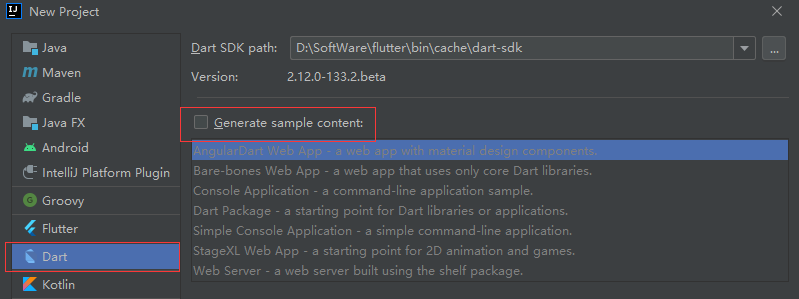 New Project
Java
Maven
Gradle
Java FX
Android
IntelliJ Platform Plugin
Groovy
Flutter
Dart
Kotlin
Dart SDK path: D:\SoftWare\flutter\bin\cache\dart-sdk ...
Version: 2.12.0-133.2.beta
Generate sample content:
AngularDart Web App - a web app with material design components.
Bare-bones Web App - a web app that uses only core Dart libraries.
Console Application - a command-line application sample.
Dart Package - a starting point for Dart libraries or applications.
Simple Console Application - a simple command-line application.
StageXL Web App - a starting point for 2D animation and games.
Web Server - a web server built using the shelf package.